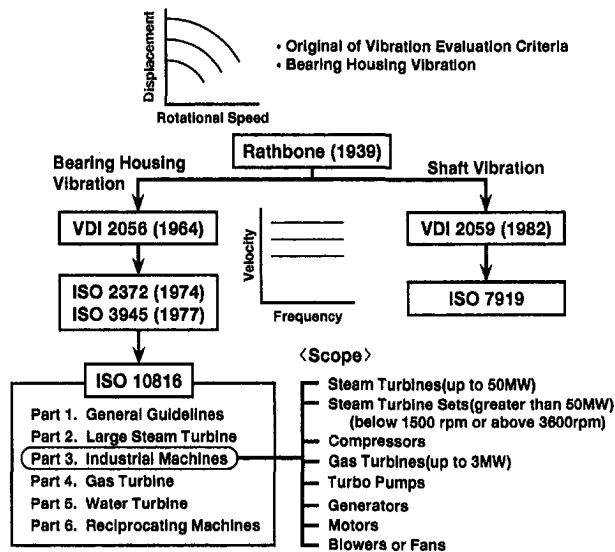 Displacement
Rotational Speed
• Original of Vibration Evaluation Criteria
• Bearing Housing Vibration
Rathbone (1939)
Bearing Housing
Vibration
Shaft Vibration
VDI 2056 (1964)
VDI 2059 (1982)
Velocity
Frequency
ISO 2372 (1974)
ISO 3945 (1977)
ISO 7919
ISO 10816
Part 1. General Guidelines
Part 2. Large Steam Turbine
Part 3. Industrial Machines
Part 4. Gas Turbine
Part 5. Water Turbine
Part 6. Reciprocating Machines
〈Scope〉
Steam Turbines(up to 50MW)
Steam Turbine Sets(greater than 50MW)
(below 1500 rpm or above 3600rpm)
Compressors
Gas Turbines(up to 3MW)
Turbo Pumps
Generators
Motors
Blowers or Fans